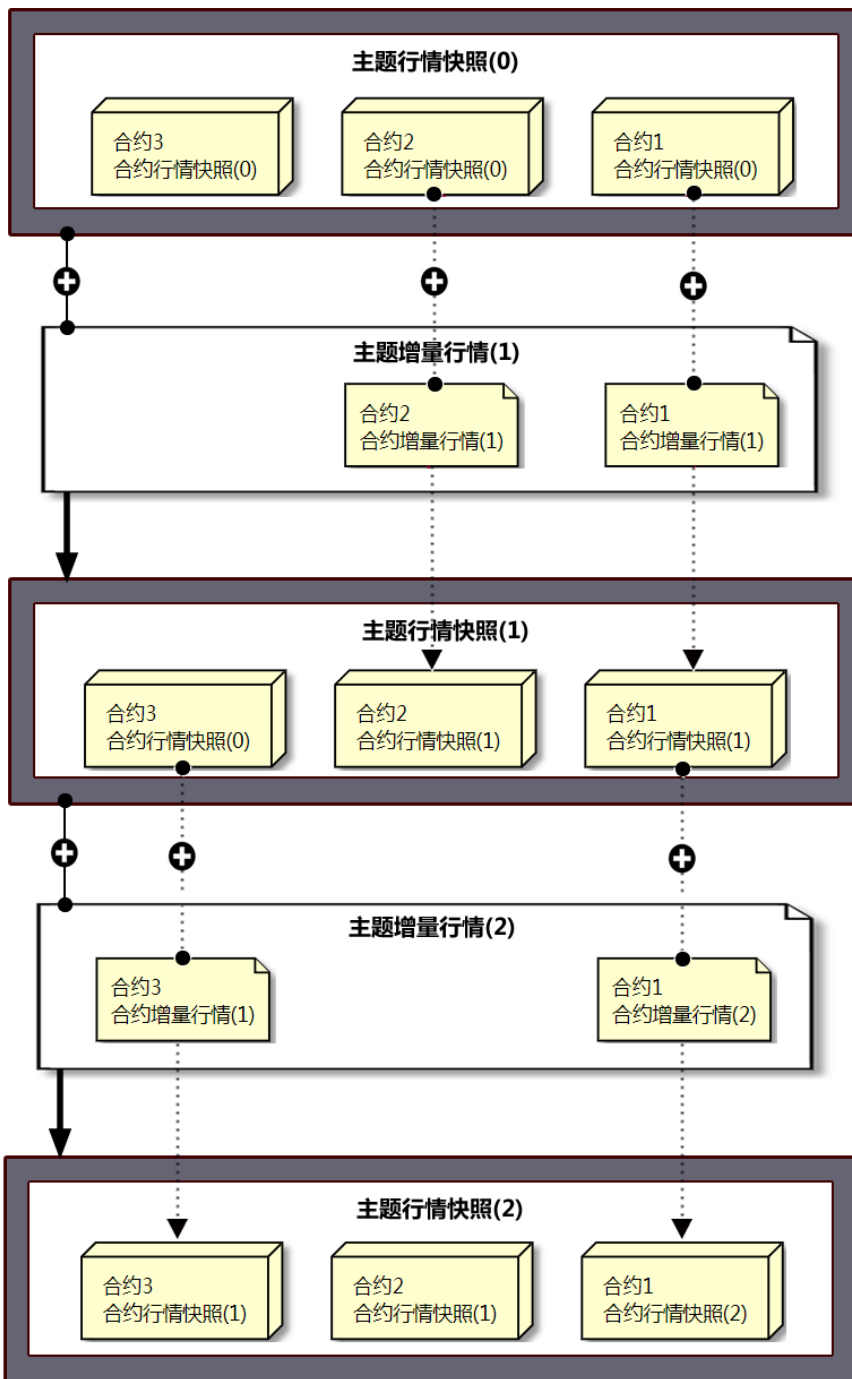 主题行情快照(0)
合约3
合约行情快照(0)
合约2
合约行情快照(0)
合约1
合约行情快照(0)
主题增量行情(1)
合约2
合约增量行情(1)
合约1
合约增量行情(1)
主题行情快照(1)
合约3
合约行情快照(0)
合约2
合约行情快照(1)
合约1
合约行情快照(1)
主题增量行情(2)
合约3
合约增量行情(1)
合约1
合约增量行情(2)
主题行情快照(2)
合约3
合约行情快照(1)
合约2
合约行情快照(1)
合约1
合约行情快照(2)